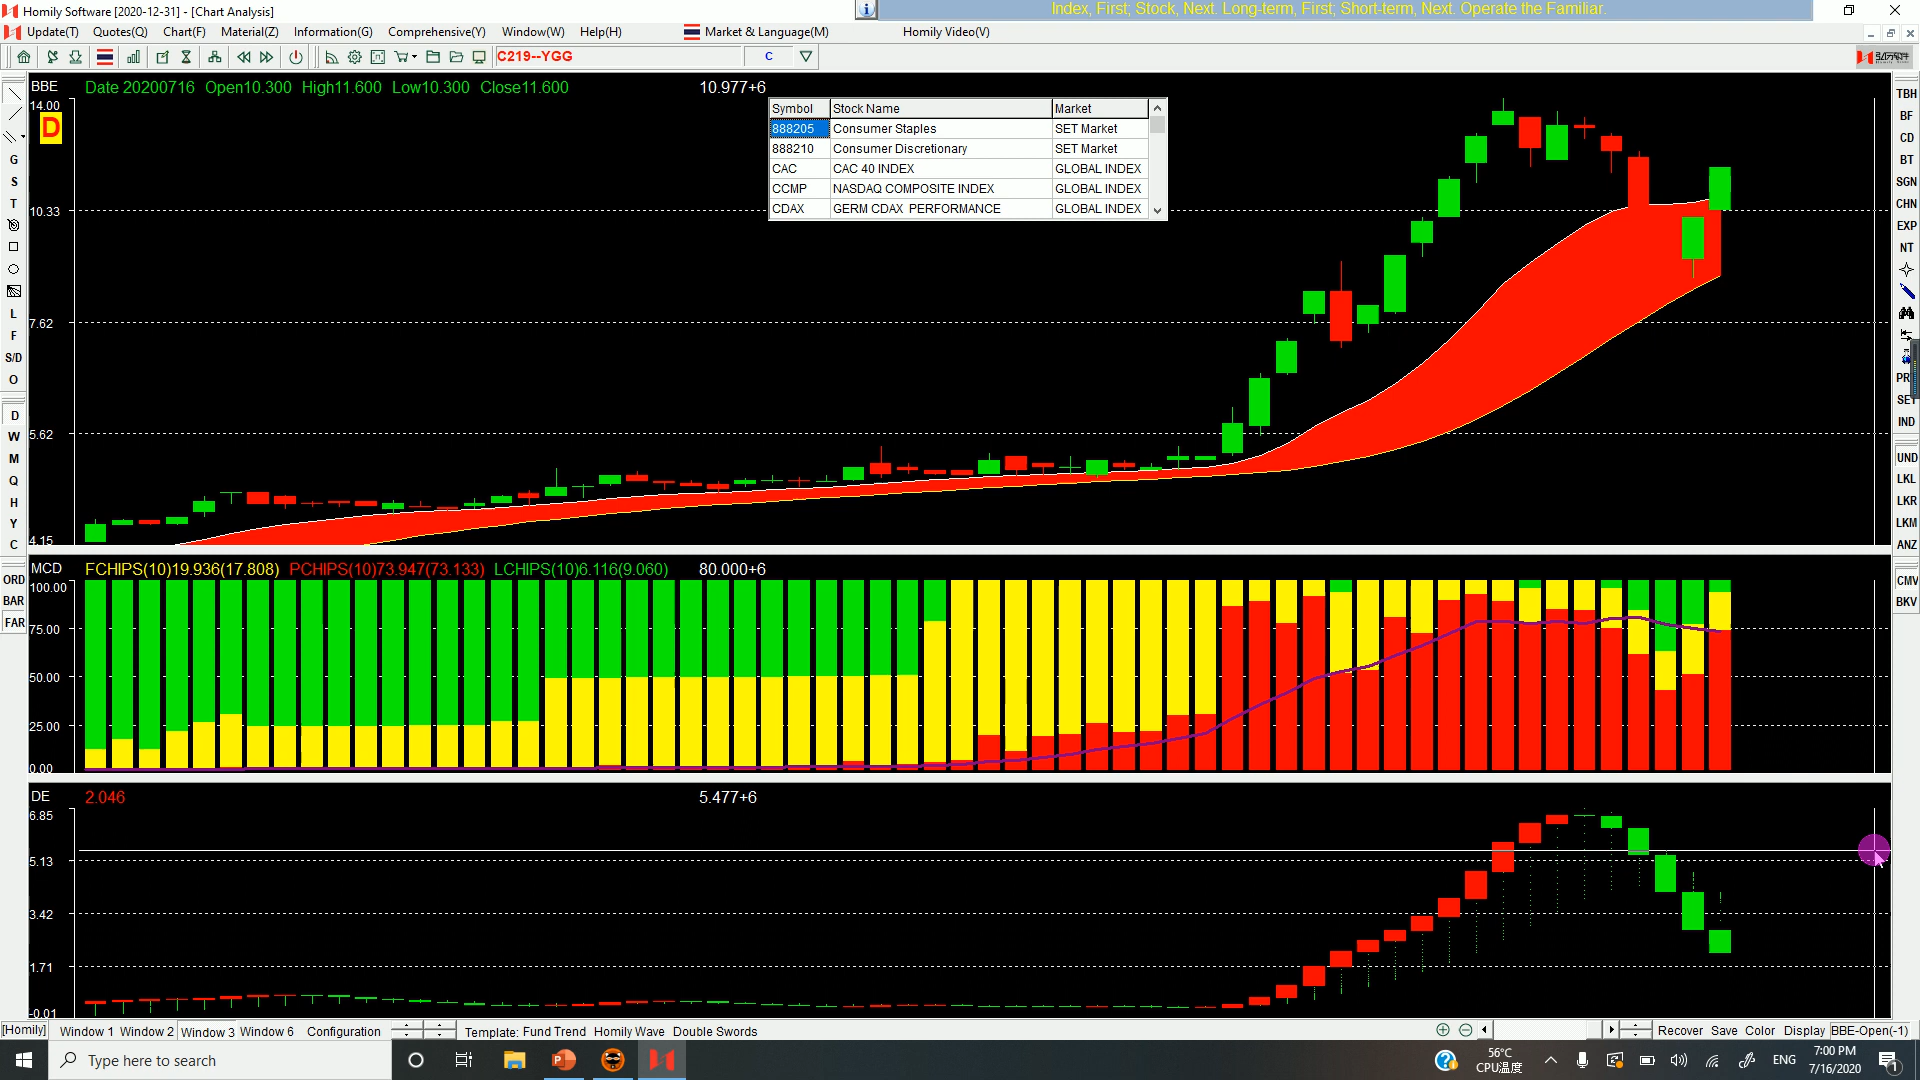 Homily Software [2020-12-31] - [Chart Analysis]
Index, First; Stock, Next. Long-term, First; Short-term, Next. Operate the Familiar.
Update(T) Quotes(Q) Chart(F) Material(Z) Information(G) Comprehensive(Y) Window(W) Help(H) Market & Language(M) Homily Video(V)
C219--YGG C
BBE Date 20200716 Open10.300 High11.600 Low10.300 Close11.600 10.977+6
14.00
D
10.33
7.62
5.62
4.15
Symbol Stock Name Market
888205 Consumer Staples SET Market
888210 Consumer Discretionary SET Market
CAC CAC 40 INDEX GLOBAL INDEX
CCMP NASDAQ COMPOSITE INDEX GLOBAL INDEX
CDAX GERM CDAX PERFORMANCE GLOBAL INDEX
G
S
T
L
F
S/D
O
D
W
M
Q
H
Y
C
ORD
BAR
FAR
TBH
BF
CD
BT
SGN
CHN
EXP
NT
PR
SET
IND
UND
LKL
LKR
LKM
ANZ
CMV
BKV
MCD FCHIPS(10)19.936(17.808) PCHIPS(10)73.947(73.133) LCHIPS(10)6.116(9.060) 80.000+6
100.00
75.00
50.00
25.00
0.00
DE 2.046 5.477+6
6.85
5.13
3.42
1.71
-0.01
[Homily] Window 1 Window 2 Window 3 Window 6 Configuration Template: Fund Trend Homily Wave Double Swords Recover Save Color Display BBE-Open(-1)
Type here to search
56°C
CPU温度
ENG
7:00 PM
7/16/2020
1